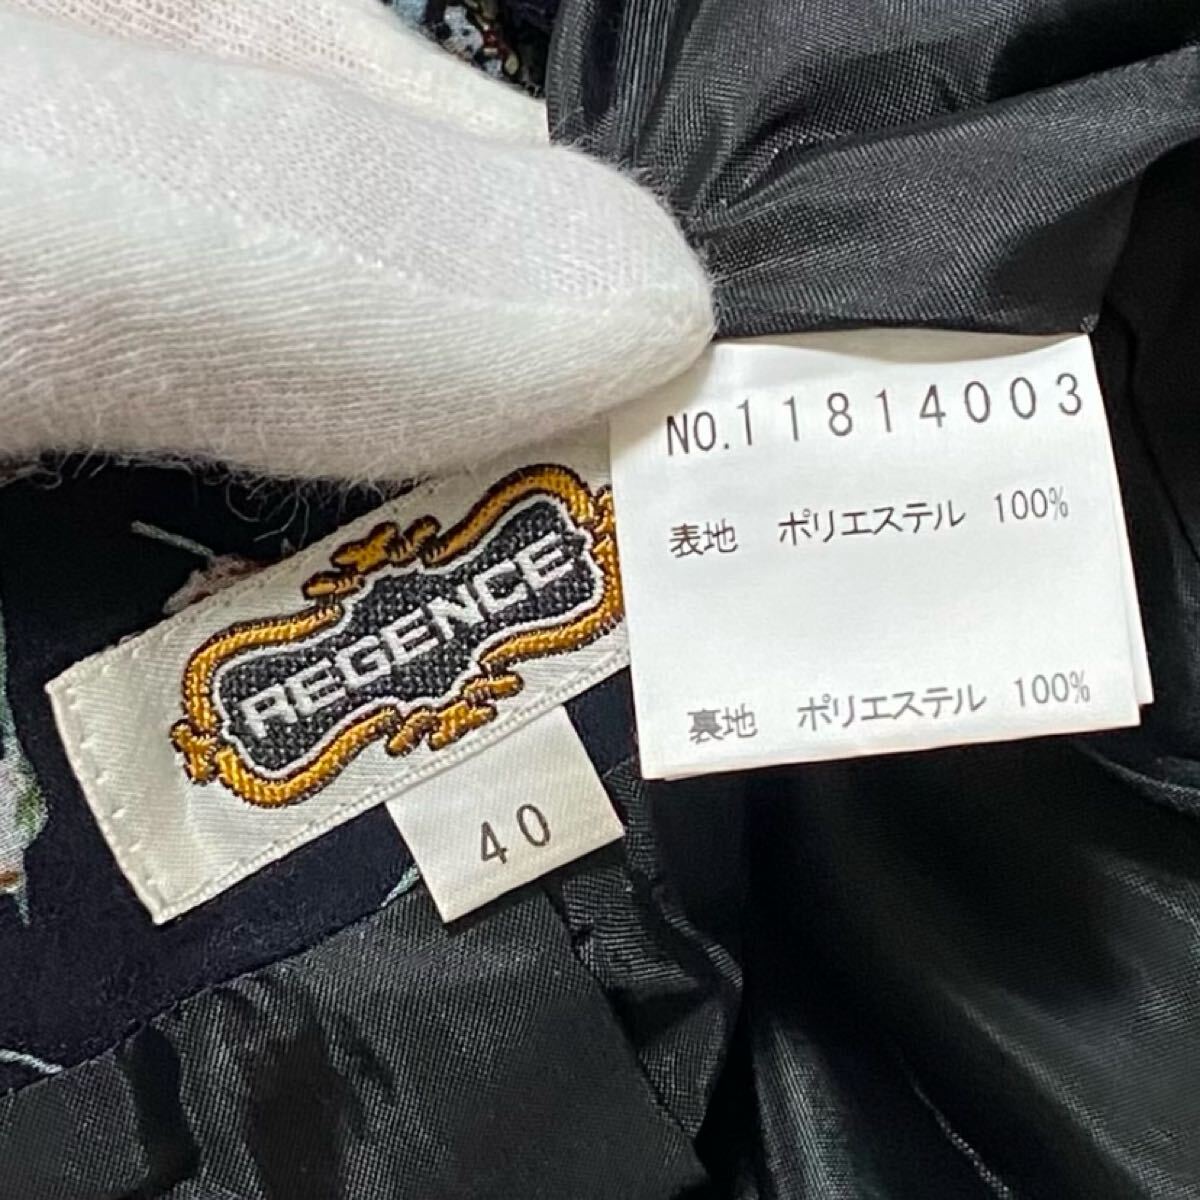 NO.11814003
表地 ポリエステル 100%
裏地 ポリエステル 100%
REGENCE
40